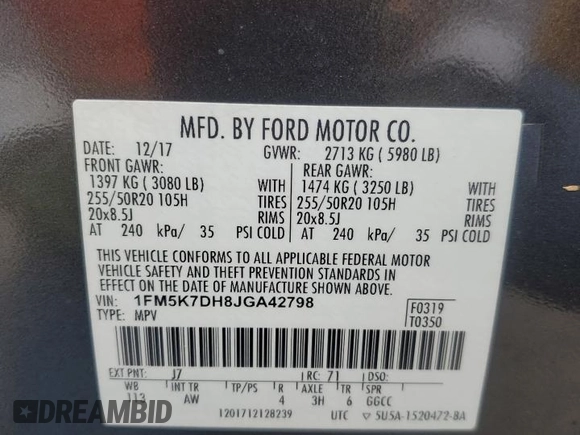 MFD. BY FORD MOTOR CO.
DATE: 12/17 GVWR: 2713 KG ( 5980 LB)
FRONT GAWR: REAR GAWR:
1397 KG ( 3080 LB) WITH 1474 KG ( 3250 LB) WITH
255/50R20 105H TIRES 255/50R20 105H TIRES
20x8.5J RIMS 20x8.5J RIMS
AT 240 kPa/ 35 PSI COLD AT 240 kPa/ 35 PSI COLD
THIS VEHICLE CONFORMS TO ALL APPLICABLE FEDERAL MOTOR
VEHICLE SAFETY AND THEFT PREVENTION STANDARDS IN
EFFECT ON THE DATE OF MANUFACTURE SHOWN ABOVE.
VIN: 1FM5K7DH8JGA42798 F0319
TYPE: MPV T0350
EXT PNT: J7 RC: 71 DSO:
WB INT TR TP/PS R AXLE TR SPR
113 AW 4 3H 6 GGCC
1201712128239 UTC 5U5A-1520472-BA
DREAMBID